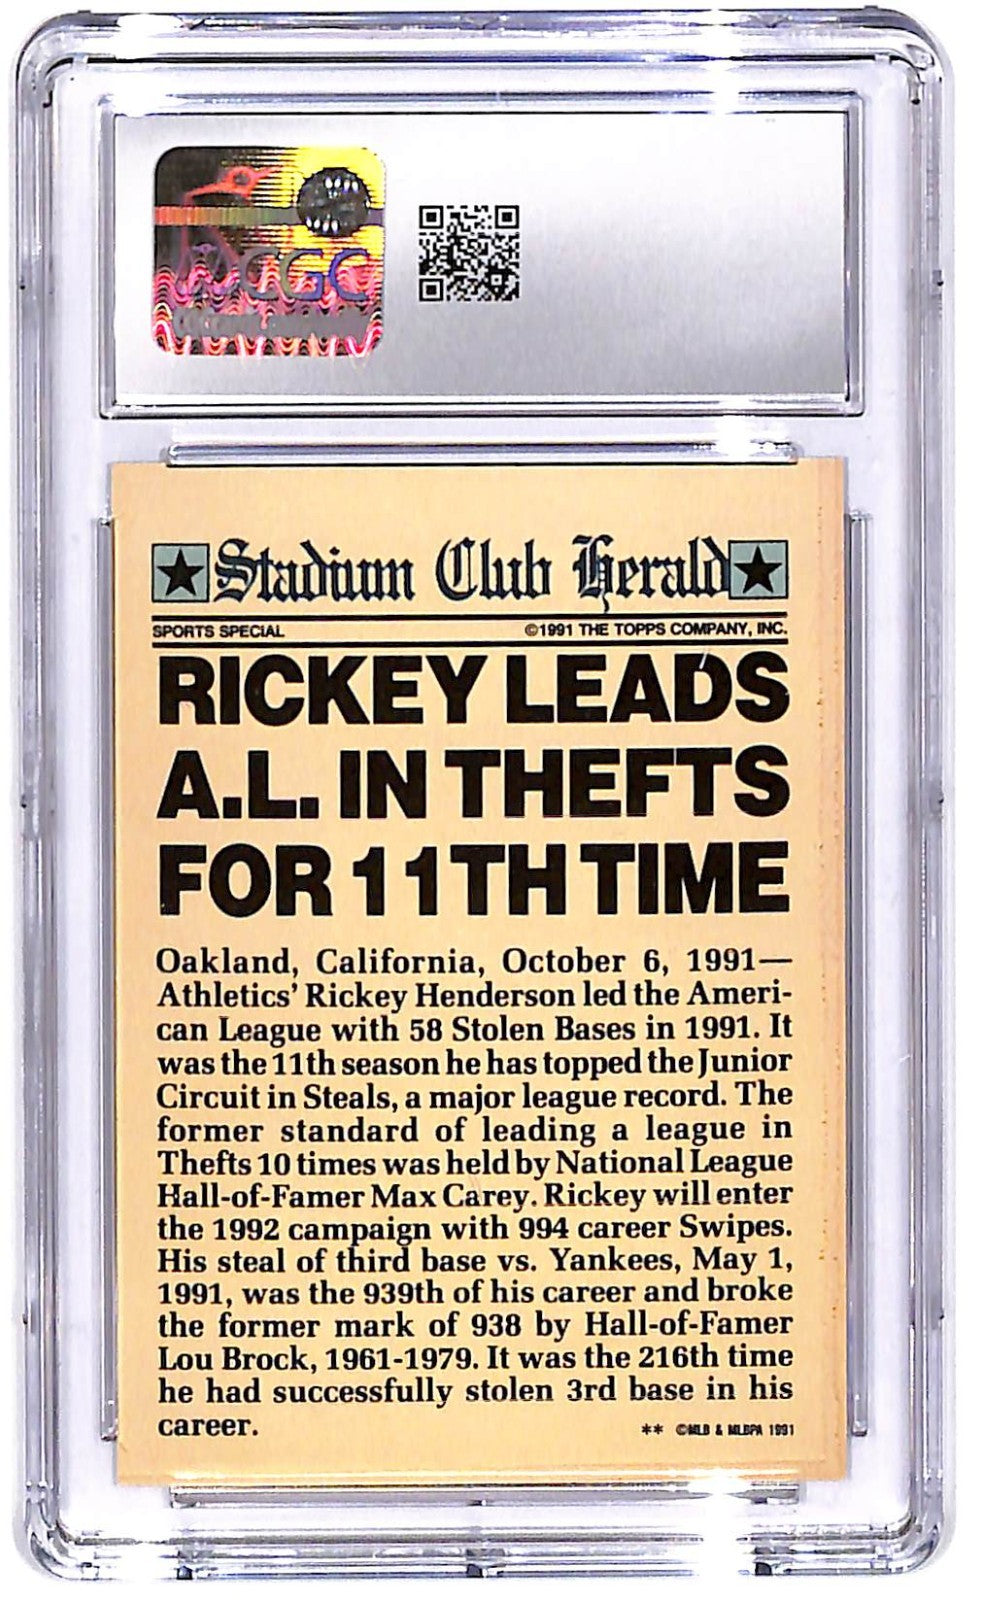 CGC
Stadium Club Herald
SPORTS SPECIAL ©1991 THE TOPPS COMPANY, INC.
RICKEY LEADS
A.L. IN THEFTS
FOR 11TH TIME
Oakland, California, October 6, 1991—
Athletics' Rickey Henderson led the Ameri-
can League with 58 Stolen Bases in 1991. It
was the 11th season he has topped the Junior
Circuit in Steals, a major league record. The
former standard of leading a league in
Thefts 10 times was held by National League
Hall-of-Famer Max Carey. Rickey will enter
the 1992 campaign with 994 career Swipes.
His steal of third base vs. Yankees, May 1,
1991, was the 939th of his career and broke
the former mark of 938 by Hall-of-Famer
Lou Brock, 1961-1979. It was the 216th time
he had successfully stolen 3rd base in his
career.
** ©MLB & MLBPA 1991